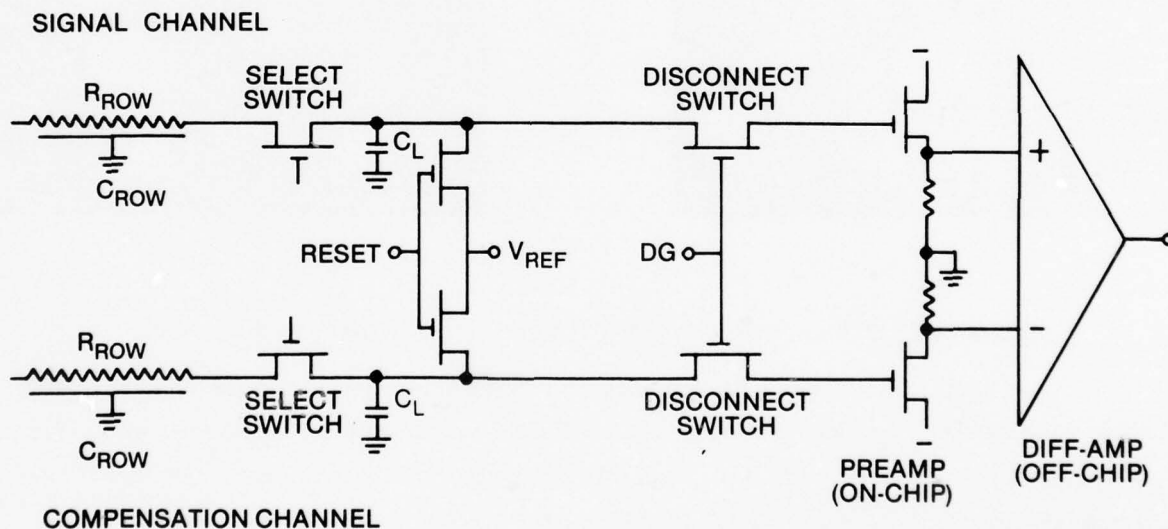 SIGNAL CHANNEL
R_ROW
SELECT
SWITCH
DISCONNECT
SWITCH
−
C_L
C_ROW
+
RESET
V_REF
DG
R_ROW
−
SELECT
SWITCH
C_L
DISCONNECT
SWITCH
C_ROW
−
PREAMP
(ON-CHIP)
DIFF-AMP
(OFF-CHIP)
COMPENSATION CHANNEL